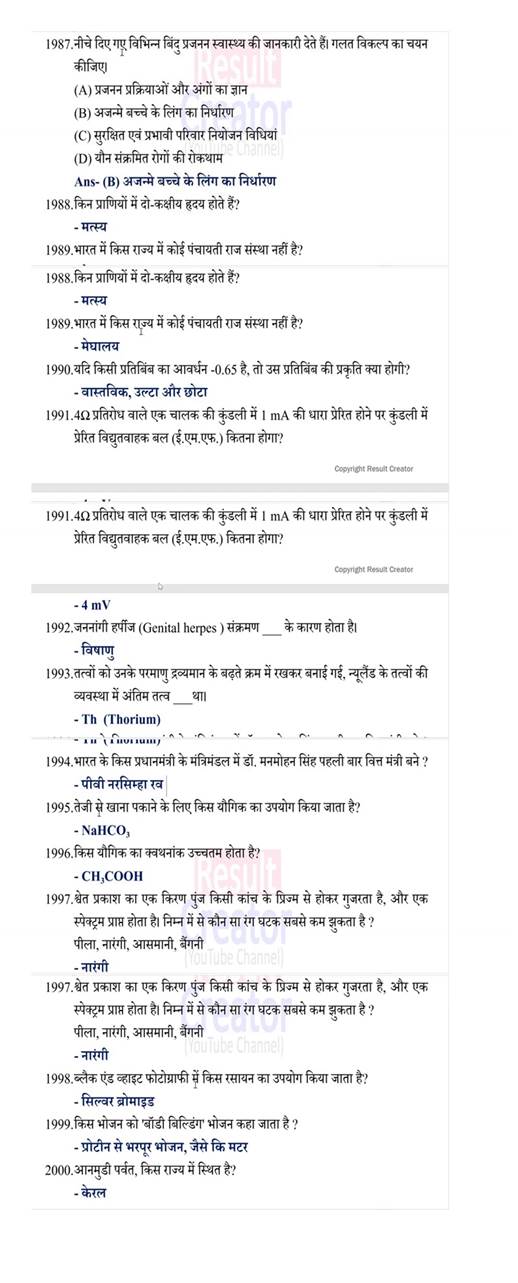 1987.नीचे दिए गए विभिन्न बिंदु प्रजनन स्वास्थ्य की जानकारी देते हैं। गलत विकल्प का चयन
कीजिए।
(A) प्रजनन प्रक्रियाओं और अंगों का ज्ञान
(B) अजन्मे बच्चे के लिंग का निर्धारण
(C) सुरक्षित एवं प्रभावी परिवार नियोजन विधियां
(D) यौन संक्रमित रोगों की रोकथाम
Ans- (B) अजन्मे बच्चे के लिंग का निर्धारण
1988.किन प्राणियों में दो-कक्षीय हृदय होते हैं?
- मत्स्य
1989.भारत में किस राज्य में कोई पंचायती राज संस्था नहीं है?
1988.किन प्राणियों में दो-कक्षीय हृदय होते हैं?
- मत्स्य
1989.भारत में किस राज्य में कोई पंचायती राज संस्था नहीं है?
- मेघालय
1990.यदि किसी प्रतिबिंब का आवर्धन -0.65 है, तो उस प्रतिबिंब की प्रकृति क्या होगी?
- वास्तविक, उल्टा और छोटा
1991.4Ω प्रतिरोध वाले एक चालक की कुंडली में 1 mA की धारा प्रेरित होने पर कुंडली में
प्रेरित विद्युतवाहक बल (ई.एम.एफ.) कितना होगा?
Copyright Result Creator
1991.4Ω प्रतिरोध वाले एक चालक की कुंडली में 1 mA की धारा प्रेरित होने पर कुंडली में
प्रेरित विद्युतवाहक बल (ई.एम.एफ.) कितना होगा?
Copyright Result Creator
- 4 mV
1992.जननांगी हर्पीज (Genital herpes ) संक्रमण ___ के कारण होता है।
- विषाणु
1993.तत्वों को उनके परमाणु द्रव्यमान के बढ़ते क्रम में रखकर बनाई गई, न्यूलैंड के तत्वों की
व्यवस्था में अंतिम तत्व ___ था।
- Th (Thorium)
1994.भारत के किस प्रधानमंत्री के मंत्रिमंडल में डॉ. मनमोहन सिंह पहली बार वित्त मंत्री बने ?
- पीवी नरसिम्हा रव
1995.तेजी से खाना पकाने के लिए किस यौगिक का उपयोग किया जाता है?
- NaHCO₃
1996.किस यौगिक का क्वथनांक उच्चतम होता है?
- CH₃COOH
1997.श्वेत प्रकाश का एक किरण पुंज किसी कांच के प्रिज्म से होकर गुजरता है, और एक
स्पेक्ट्रम प्राप्त होता है। निम्न में से कौन सा रंग घटक सबसे कम झुकता है ?
पीला, नारंगी, आसमानी, बैंगनी
(YouTube Channel)
- नारंगी
1997.श्वेत प्रकाश का एक किरण पुंज किसी कांच के प्रिज्म से होकर गुजरता है, और एक
स्पेक्ट्रम प्राप्त होता है। निम्न में से कौन सा रंग घटक सबसे कम झुकता है ?
पीला, नारंगी, आसमानी, बैंगनी
(YouTube Channel)
- नारंगी
1998.ब्लैक एंड व्हाइट फोटोग्राफी में किस रसायन का उपयोग किया जाता है?
- सिल्वर ब्रोमाइड
1999.किस भोजन को 'बॉडी बिल्डिंग' भोजन कहा जाता है ?
- प्रोटीन से भरपूर भोजन, जैसे कि मटर
2000.आनमुडी पर्वत, किस राज्य में स्थित है?
- केरल